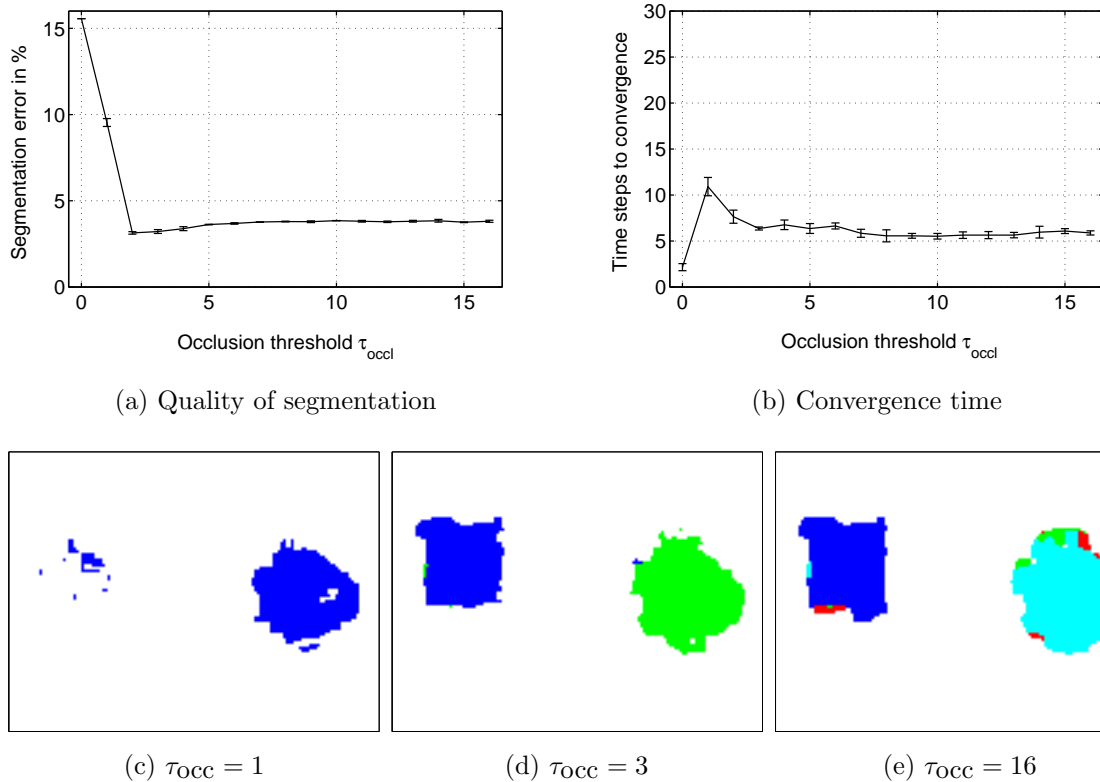 15
10
5
0
0
5
10
15
Segmentation error in %
Occlusion threshold τ_occl
(a) Quality of segmentation
30
25
20
15
10
5
0
0
5
10
15
Time steps to convergence
Occlusion threshold τ_occl
(b) Convergence time
(c) τ_occ = 1
(d) τ_occ = 3
(e) τ_occ = 16